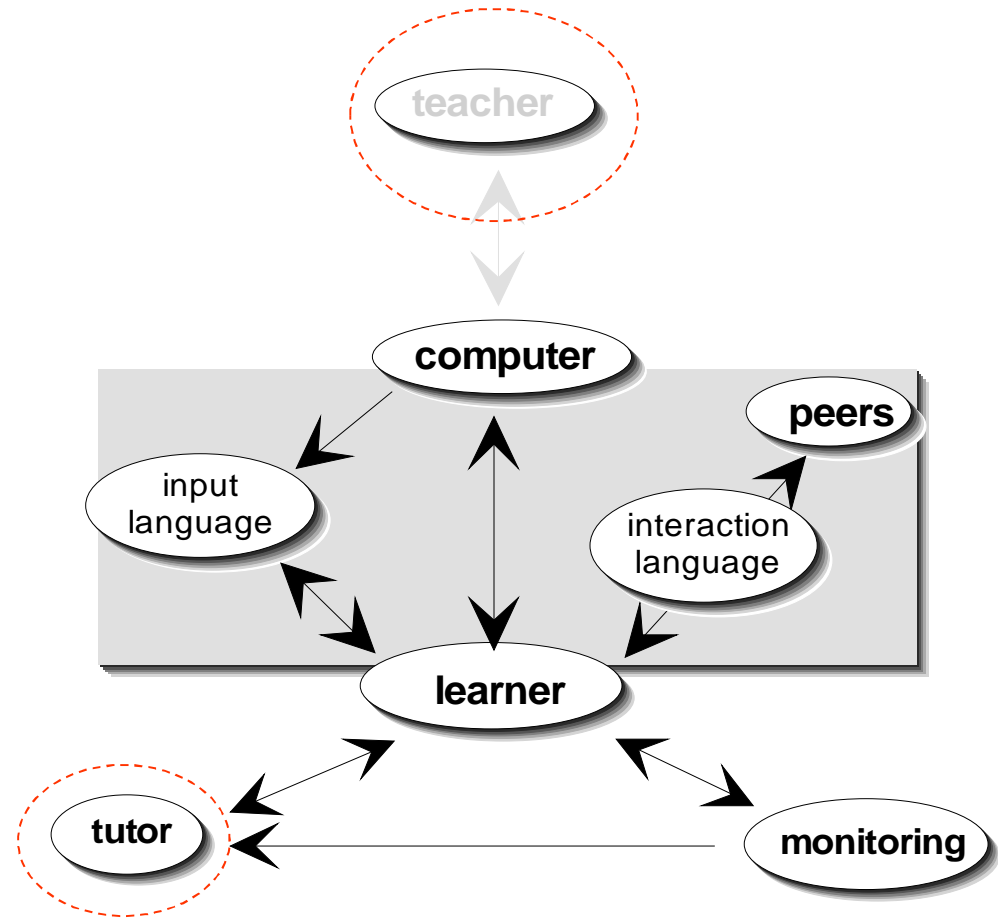 teacher
computer
peers
input
language
interaction
language
learner
tutor
monitoring